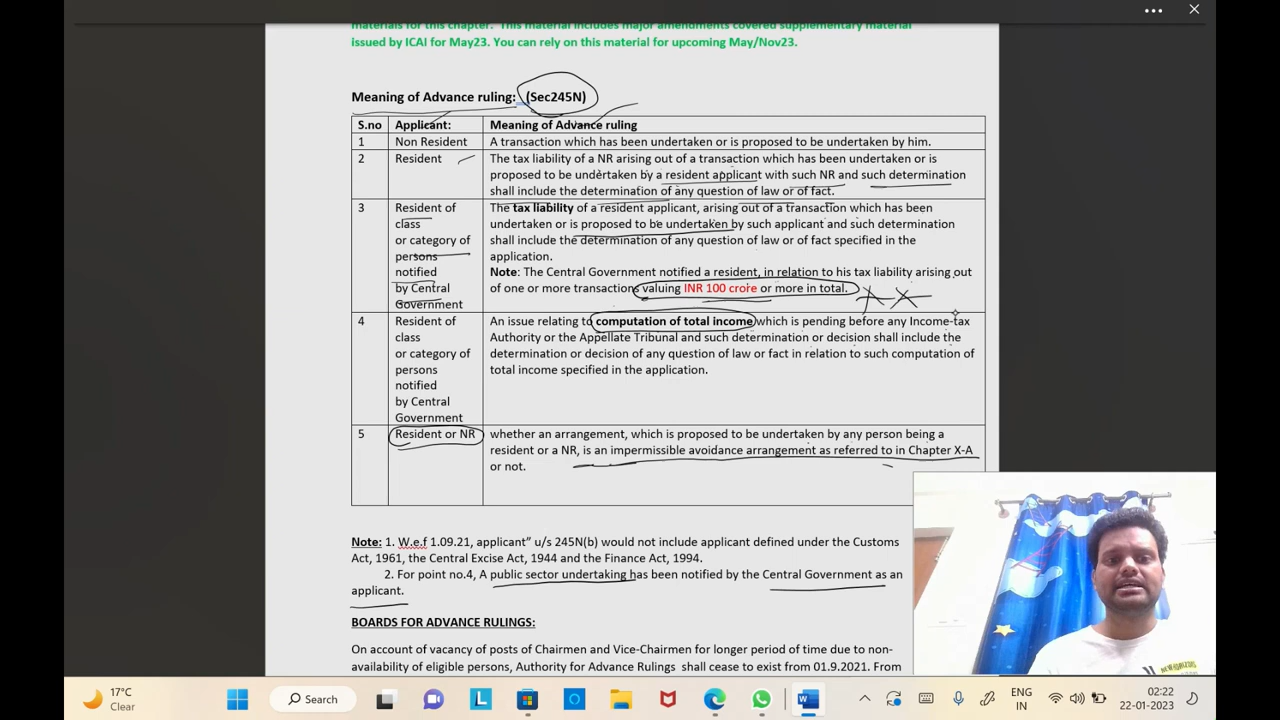 materials for this chapter. This material includes major amendments covered supplementary material
issued by ICAI for May23. You can rely on this material for upcoming May/Nov23.
Meaning of Advance ruling: (Sec245N)
S.no Applicant: Meaning of Advance ruling
1 Non Resident A transaction which has been undertaken or is proposed to be undertaken by him.
2 Resident The tax liability of a NR arising out of a transaction which has been undertaken or is
proposed to be undertaken by a resident applicant with such NR and such determination
shall include the determination of any question of law or of fact.
3 Resident of The tax liability of a resident applicant, arising out of a transaction which has been
class undertaken or is proposed to be undertaken by such applicant and such determination
or category of shall include the determination of any question of law or of fact specified in the
persons application.
notified Note: The Central Government notified a resident, in relation to his tax liability arising out
by Central of one or more transactions valuing INR 100 crore or more in total.
Government
4 Resident of An issue relating to computation of total income which is pending before any Income-tax
class Authority or the Appellate Tribunal and such determination or decision shall include the
or category of determination or decision of any question of law or fact in relation to such computation of
persons total income specified in the application.
notified
by Central
Government
5 Resident or NR whether an arrangement, which is proposed to be undertaken by any person being a
resident or a NR, is an impermissible avoidance arrangement as referred to in Chapter X-A
or not.
Note: 1. W.e.f 1.09.21, applicant” u/s 245N(b) would not include applicant defined under the Customs
Act, 1961, the Central Excise Act, 1944 and the Finance Act, 1994.
2. For point no.4, A public sector undertaking has been notified by the Central Government as an
applicant.
BOARDS FOR ADVANCE RULINGS:
On account of vacancy of posts of Chairmen and Vice-Chairmen for longer period of time due to non-
availability of eligible persons, Authority for Advance Rulings shall cease to exist from 01.9.2021. From
17°C
Clear
Search
ENG
IN
02:22
22-01-2023